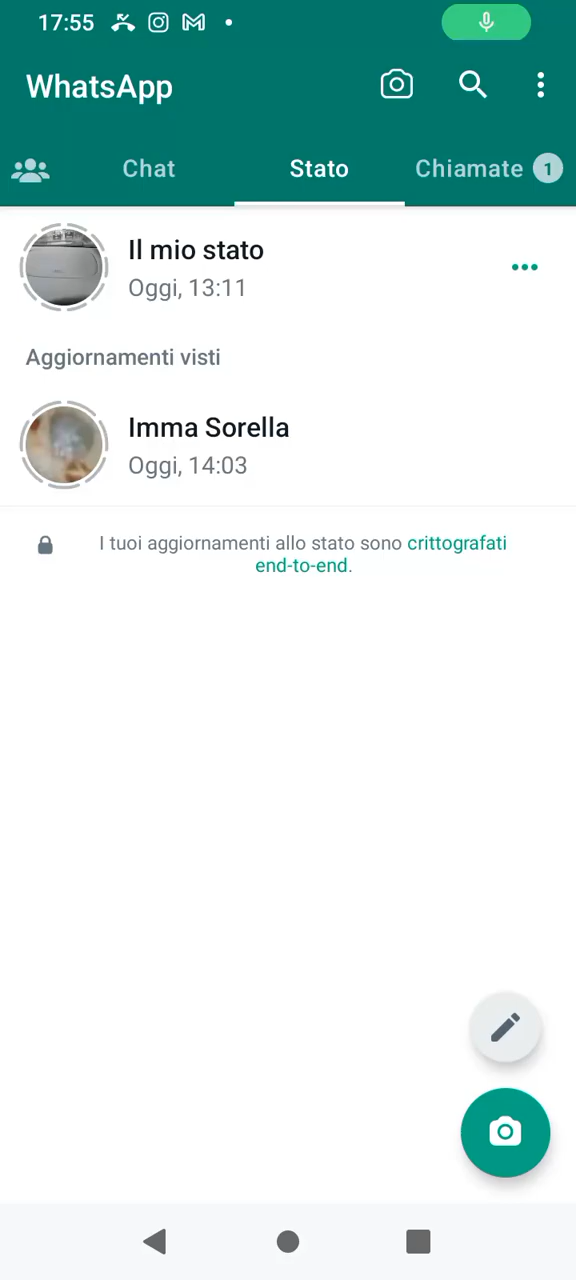 17:55
WhatsApp
Chat
Stato
Chiamate 1
Il mio stato
Oggi, 13:11
Aggiornamenti visti
Imma Sorella
Oggi, 14:03
I tuoi aggiornamenti allo stato sono crittografati
end-to-end.